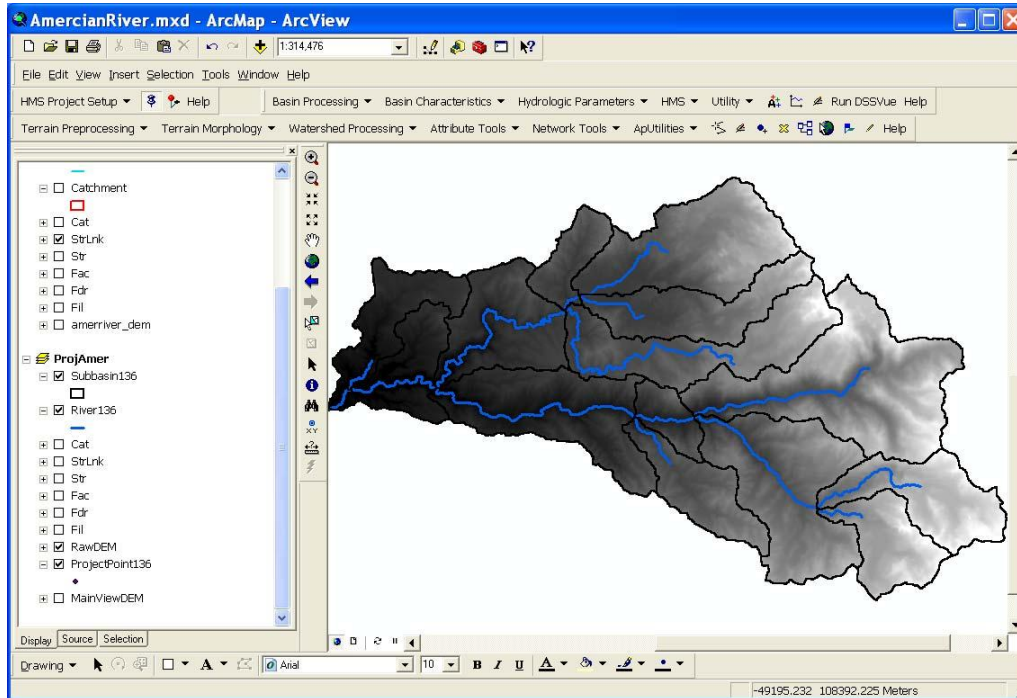 AmercianRiver.mxd - ArcMap - ArcView
1:314,476
File Edit View Insert Selection Tools Window Help
HMS Project Setup Help Basin Processing Basin Characteristics Hydrologic Parameters HMS Utility Run DSSVue Help
Terrain Preprocessing Terrain Morphology Watershed Processing Attribute Tools Network Tools ApUtilities Help
Catchment
Cat
StrLnk
Str
Fac
Fdr
Fil
amerriver_dem
ProjAmer
Subbasin136
River136
Cat
StrLnk
Str
Fac
Fdr
Fil
RawDEM
ProjectPoint136
MainViewDEM
Display Source Selection
Drawing A Arial 10 B I U A
-49195.232 108392.225 Meters